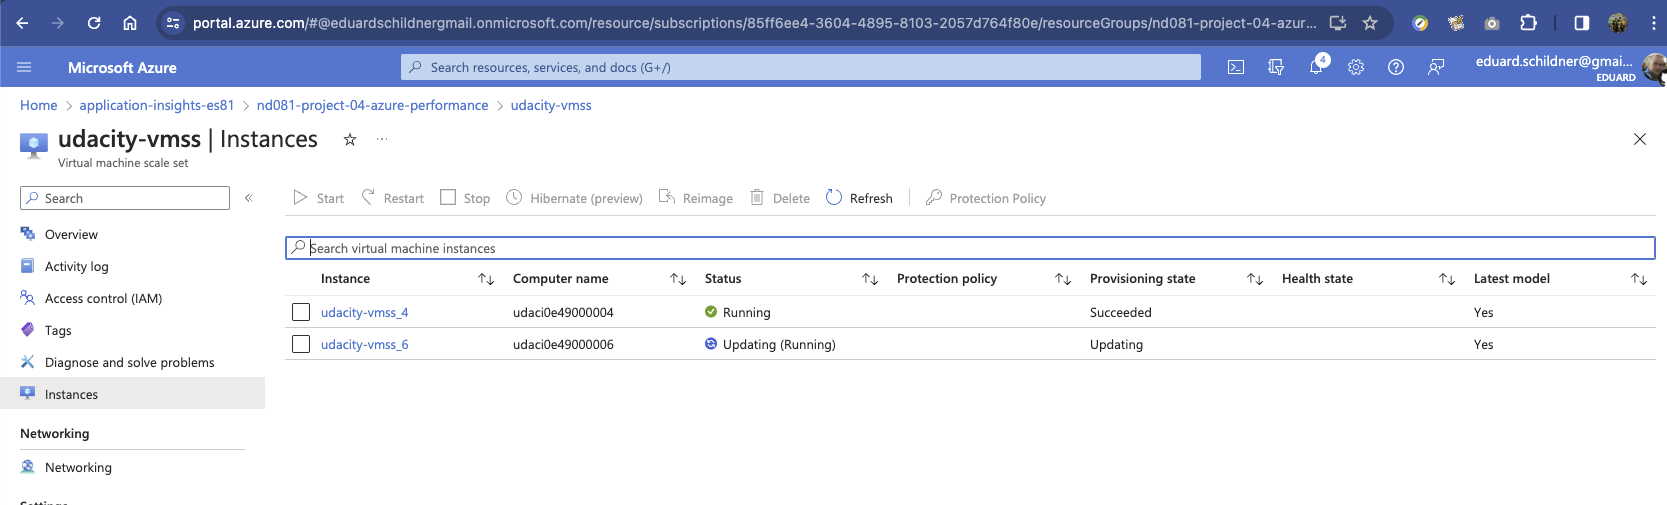 portal.azure.com/#@eduardschildnergmail.onmicrosoft.com/resource/subscriptions/85ff6ee4-3604-4895-8103-2057d764f80e/resourceGroups/nd081-project-04-azur...
Microsoft Azure
Search resources, services, and docs (G+/)
4
eduard.schildner@gmai...
EDUARD
Home > application-insights-es81 > nd081-project-04-azure-performance > udacity-vmss
udacity-vmss | Instances
Virtual machine scale set
Search
Start Restart Stop Hibernate (preview) Reimage Delete Refresh Protection Policy
Overview
Activity log
Access control (IAM)
Tags
Diagnose and solve problems
Instances
Networking
Networking
Settings
Search virtual machine instances
Instance Computer name Status Protection policy Provisioning state Health state Latest model
udacity-vmss_4 udaci0e49000004 Running Succeeded Yes
udacity-vmss_6 udaci0e49000006 Updating (Running) Updating Yes